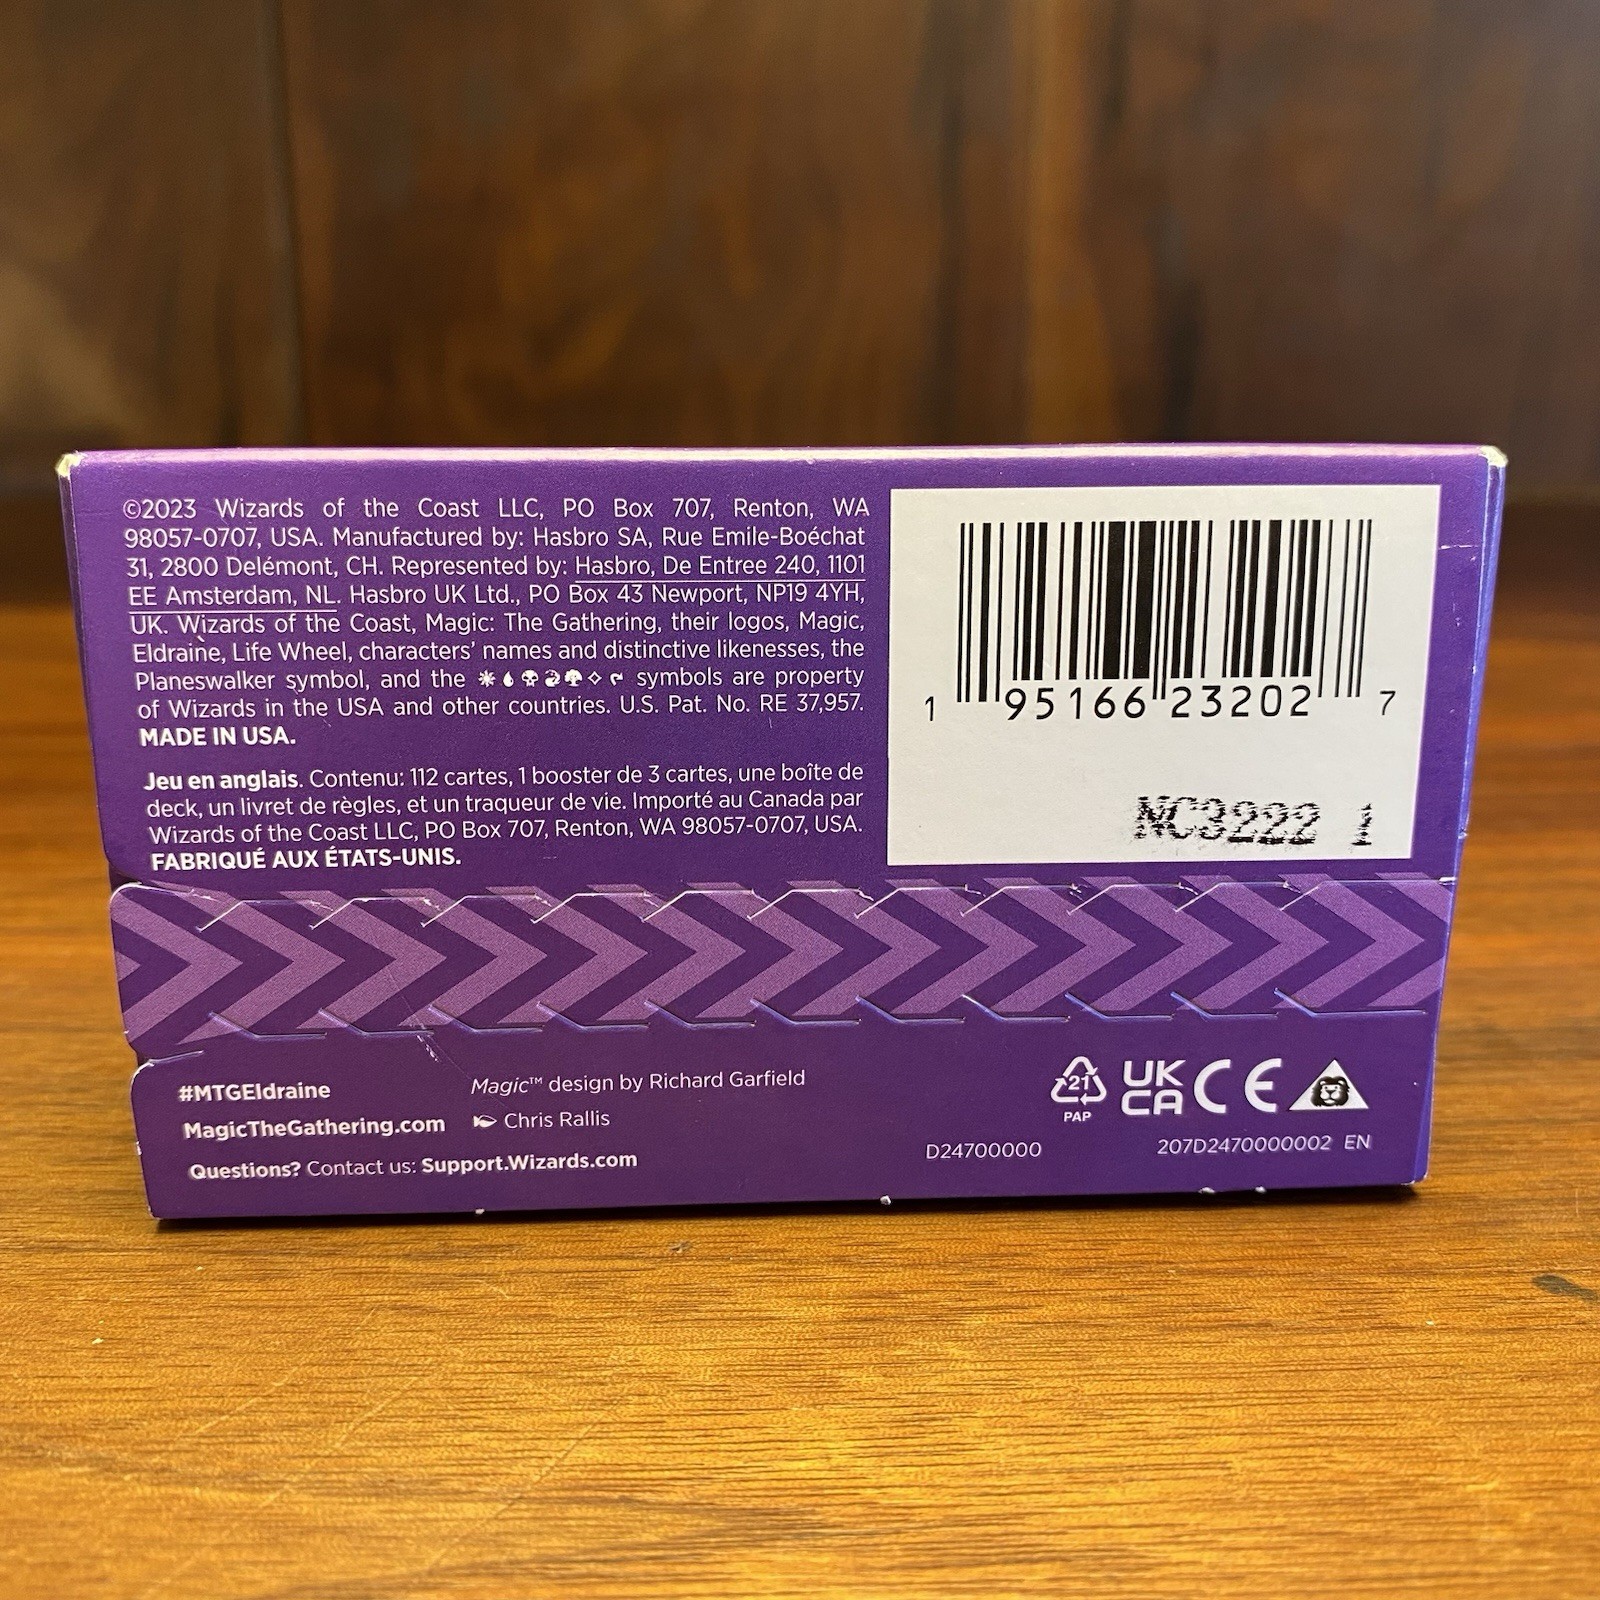 ©2023 Wizards of the Coast LLC, PO Box 707, Renton, WA
98057-0707, USA. Manufactured by: Hasbro SA, Rue Emile-Boéchat
31, 2800 Delémont, CH. Represented by: Hasbro, De Entree 240, 1101
EE Amsterdam, NL. Hasbro UK Ltd., PO Box 43 Newport, NP19 4YH,
UK. Wizards of the Coast, Magic: The Gathering, their logos, Magic,
Eldraine, Life Wheel, characters’ names and distinctive likenesses, the
Planeswalker symbol, and the symbols are property
of Wizards in the USA and other countries. U.S. Pat. No. RE 37,957.
MADE IN USA.
Jeu en anglais. Contenu: 112 cartes, 1 booster de 3 cartes, une boîte de
deck, un livret de règles, et un traqueur de vie. Importé au Canada par
Wizards of the Coast LLC, PO Box 707, Renton, WA 98057-0707, USA.
FABRIQUÉ AUX ÉTATS-UNIS.
1 95166 23202 7
NC3222 1
#MTGEldraine
MagicTheGathering.com
Questions? Contact us: Support.Wizards.com
Magic™ design by Richard Garfield
Chris Rallis
D24700000
21
PAP
UK
CA
CE
207D2470000002 EN